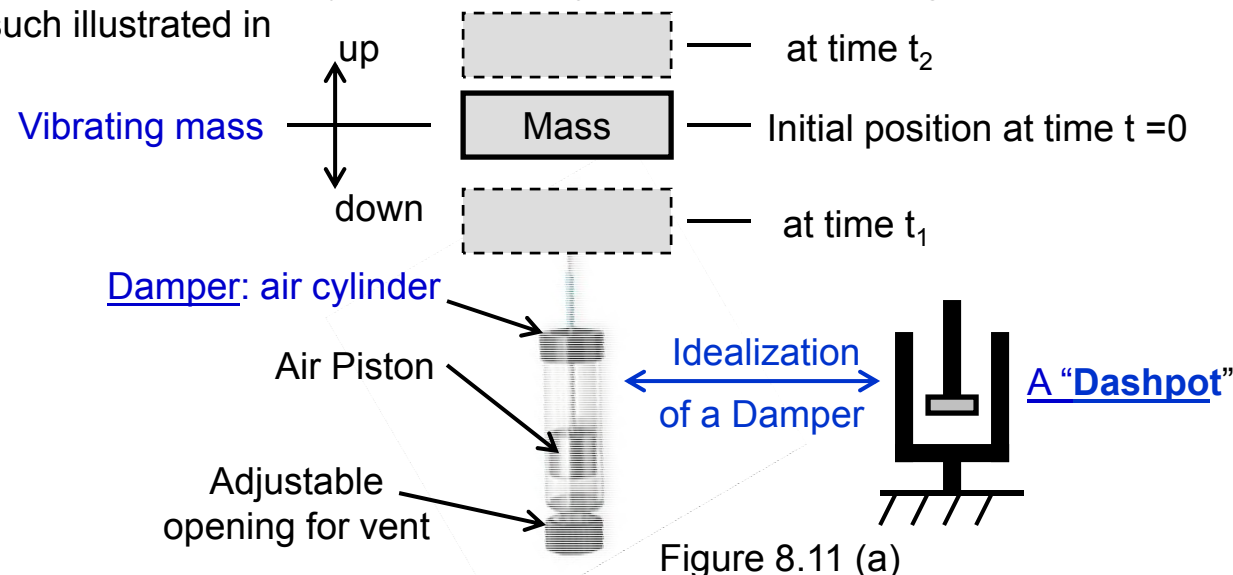 such illustrated in
up
at time t₂
Vibrating mass
Mass
Initial position at time t =0
down
at time t₁
Damper: air cylinder
Air Piston
Idealization
of a Damper
A “Dashpot”
Adjustable
opening for vent
Figure 8.11 (a)